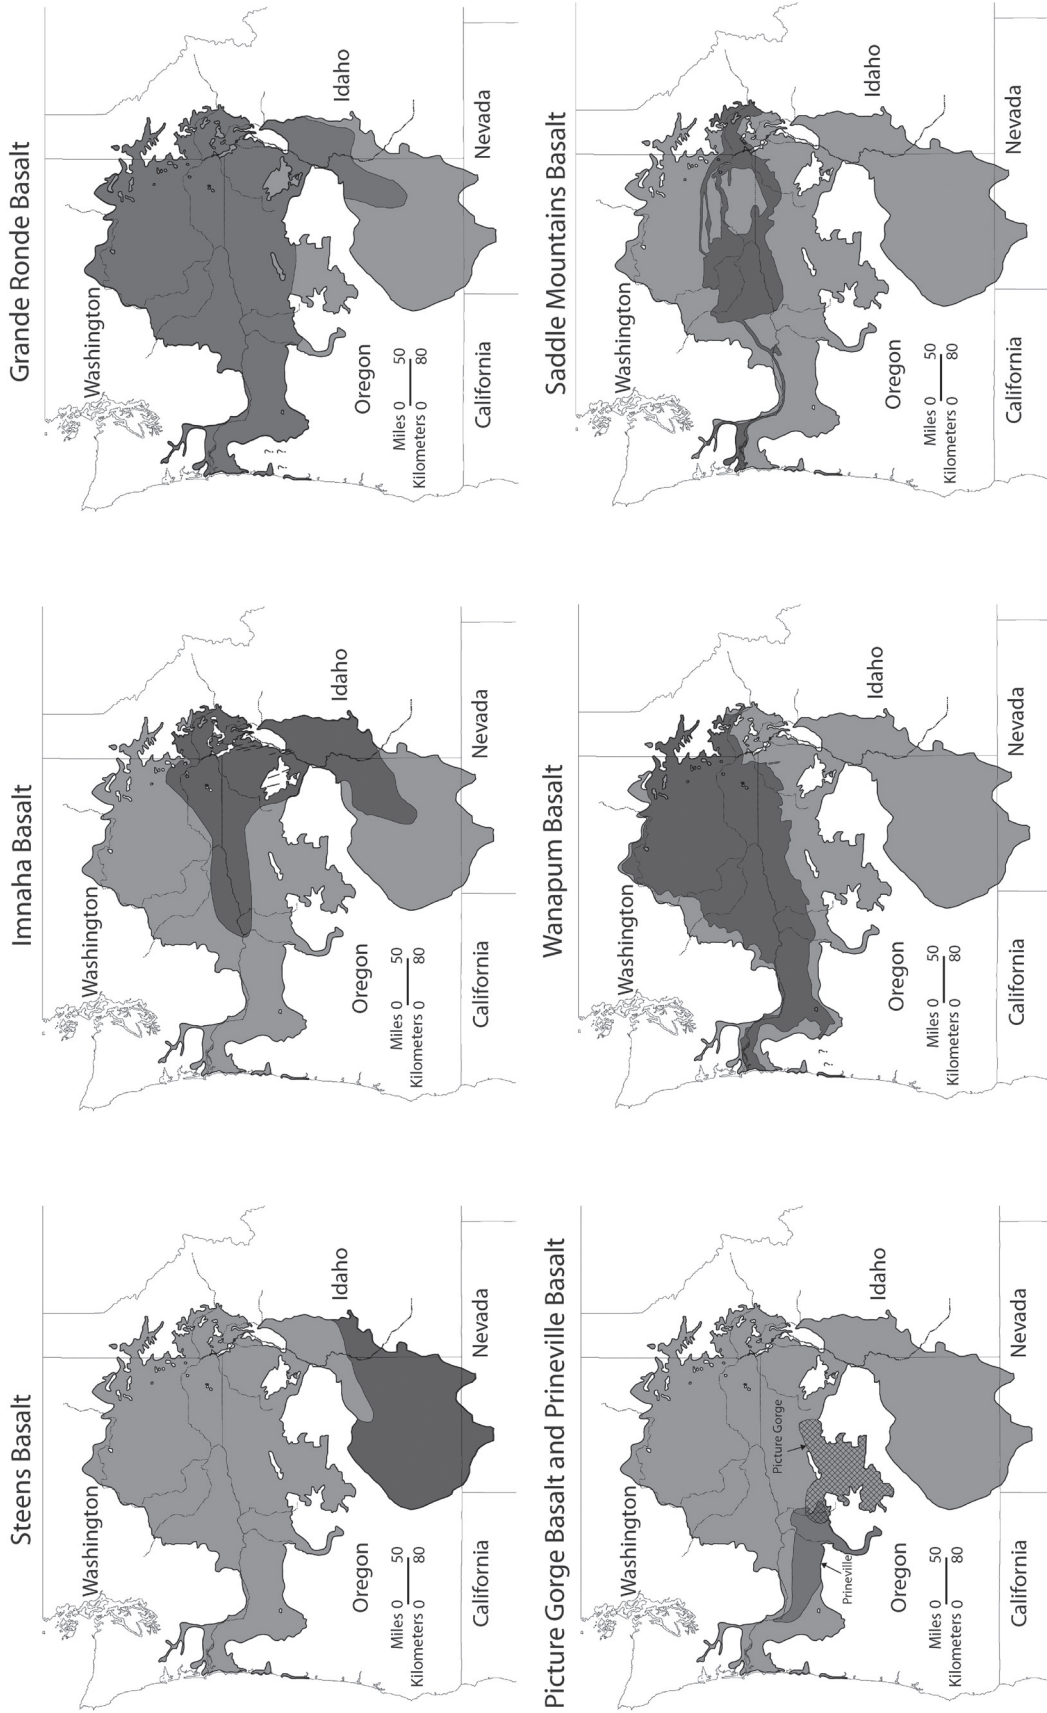 Steens Basalt
Washington
Idaho
Oregon
Miles 0 50
Kilometers 0 80
California
Nevada
Imnaha Basalt
Washington
Idaho
Oregon
Miles 0 50
Kilometers 0 80
California
Nevada
Grande Ronde Basalt
Washington
Idaho
? ?
?
Oregon
Miles 0 50
Kilometers 0 80
California
Nevada
Picture Gorge Basalt and Prineville Basalt
Washington
Picture Gorge
Idaho
Prineville
Oregon
Miles 0 50
Kilometers 0 80
California
Nevada
Wanapum Basalt
Washington
Idaho
? ?
Oregon
Miles 0 50
Kilometers 0 80
California
Nevada
Saddle Mountains Basalt
Washington
Idaho
Oregon
Miles 0 50
Kilometers 0 80
California
Nevada